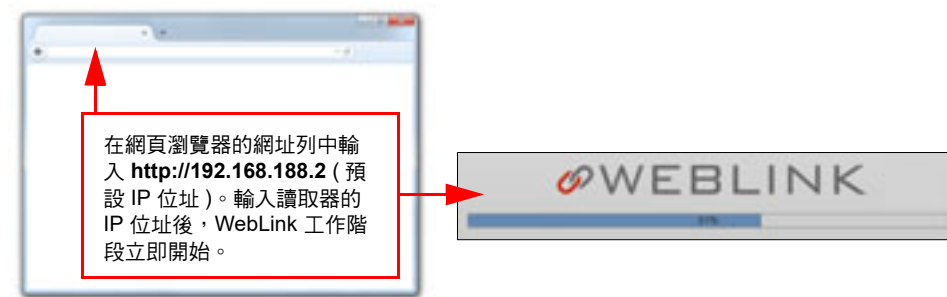 在網頁瀏覽器的網址列中輸
入 http://192.168.188.2 ( 預
設 IP 位址 )。輸入讀取器的
IP 位址後，WebLink 工作階
段立即開始。
WEBLINK